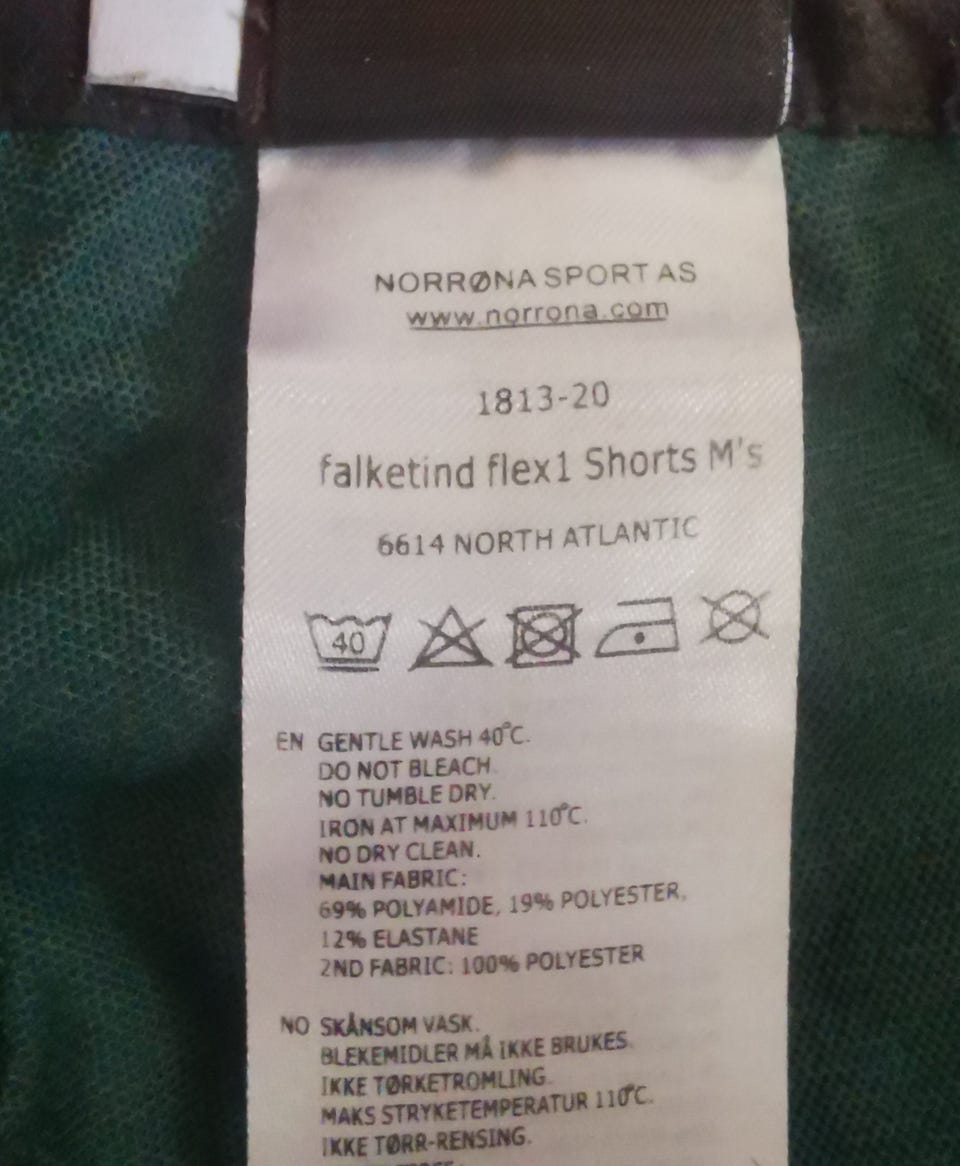 NORRØNA SPORT AS
www.norrona.com
1813-20
falketind flex1 Shorts M's
6614 NORTH ATLANTIC
40
EN GENTLE WASH 40°C.
DO NOT BLEACH.
NO TUMBLE DRY.
IRON AT MAXIMUM 110°C.
NO DRY CLEAN.
MAIN FABRIC:
69% POLYAMIDE, 19% POLYESTER,
12% ELASTANE
2ND FABRIC: 100% POLYESTER
NO SKÅNSOM VASK.
BLEKEMIDLER MÅ IKKE BRUKES.
IKKE TØRKETROMLING.
MAKS STRYKETEMPERATUR 110°C.
IKKE TØRR-RENSING.